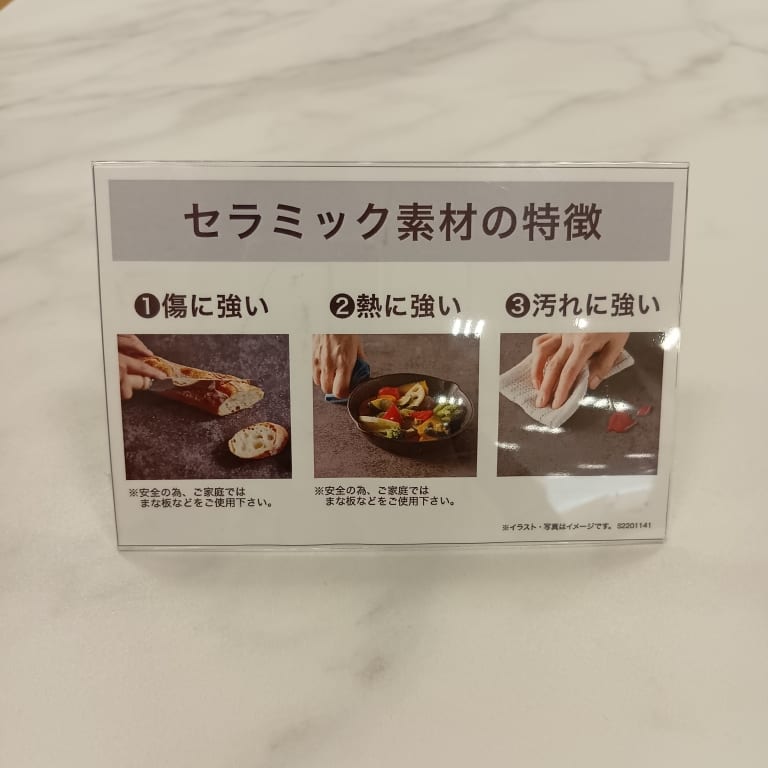 セラミック素材の特徴
❶傷に強い
❷熱に強い
❸汚れに強い
※安全の為、ご家庭では
まな板などをご使用下さい。
※安全の為、ご家庭では
まな板などをご使用下さい。
※イラスト・写真はイメージです。 S2201141